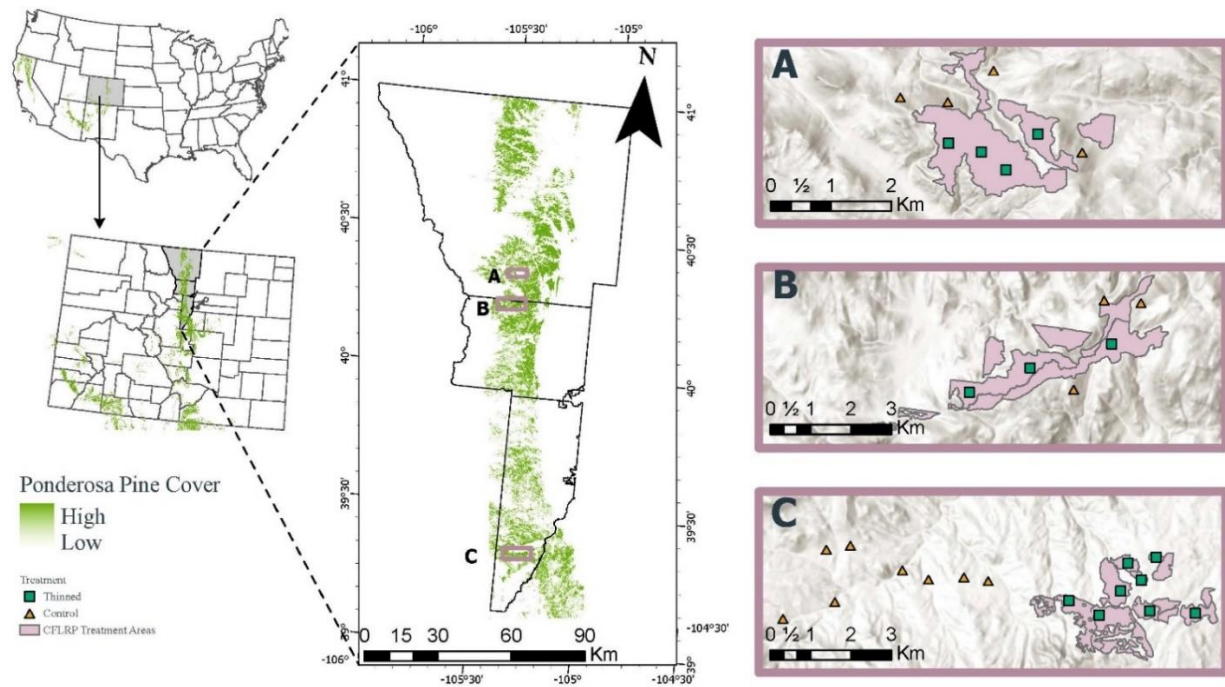 Ponderosa Pine Cover
High
Low
Treatment
Thinned
Control
CFLRP Treatment Areas
-106°
-105°30'
-105°
N
41°
41°
40°30'
40°30'
A
B
40°
40°
39°30'
39°30'
C
39°
-104°30'
0 15 30 60 90
Km
-106°
39°
-105°30'
-105°
-104°30'
A
0 ½ 1 2
Km
B
0 ½ 1 2 3
Km
C
0 ½ 1 2 3
Km